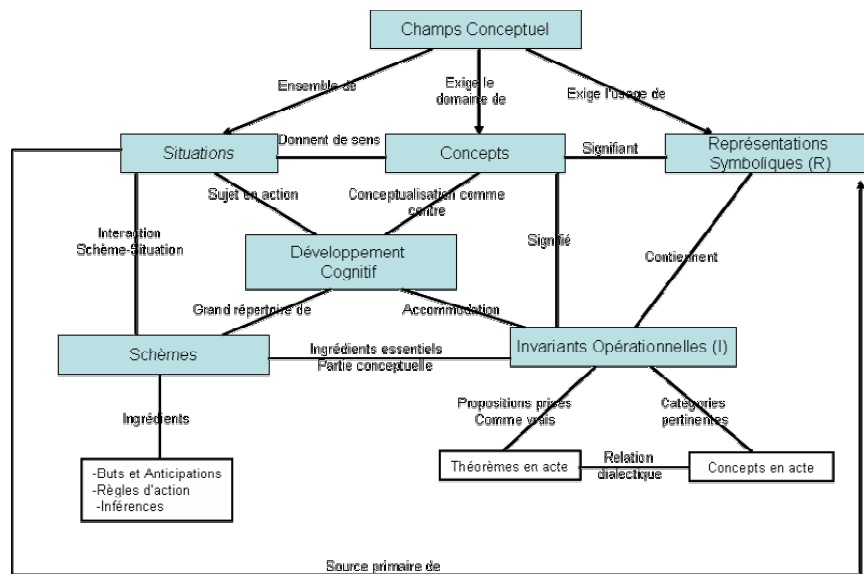 Champs Conceptuel
Ensemble de
Exige le
domaine de
Exige l'usage de
Situations
Donnent de sens
Concepts
Signifiant
Représentations
Symboliques (R)
Sujet en action
Conceptualisation comme
centre
Interaction
Schème-Situation
Développement
Cognitif
Signifié
Contiennent
Grand répertoire de
Accommodation
Schèmes
Ingrédients essentiels
Partie conceptuelle
Invariants Opérationnelles (I)
Ingrédients
Propositions prises
Comme vrais
Catégories
pertinentes
-Buts et Anticipations
-Règles d'action
-Inférences
Théorèmes en acte
Relation
dialectique
Concepts en acte
Source primaire de